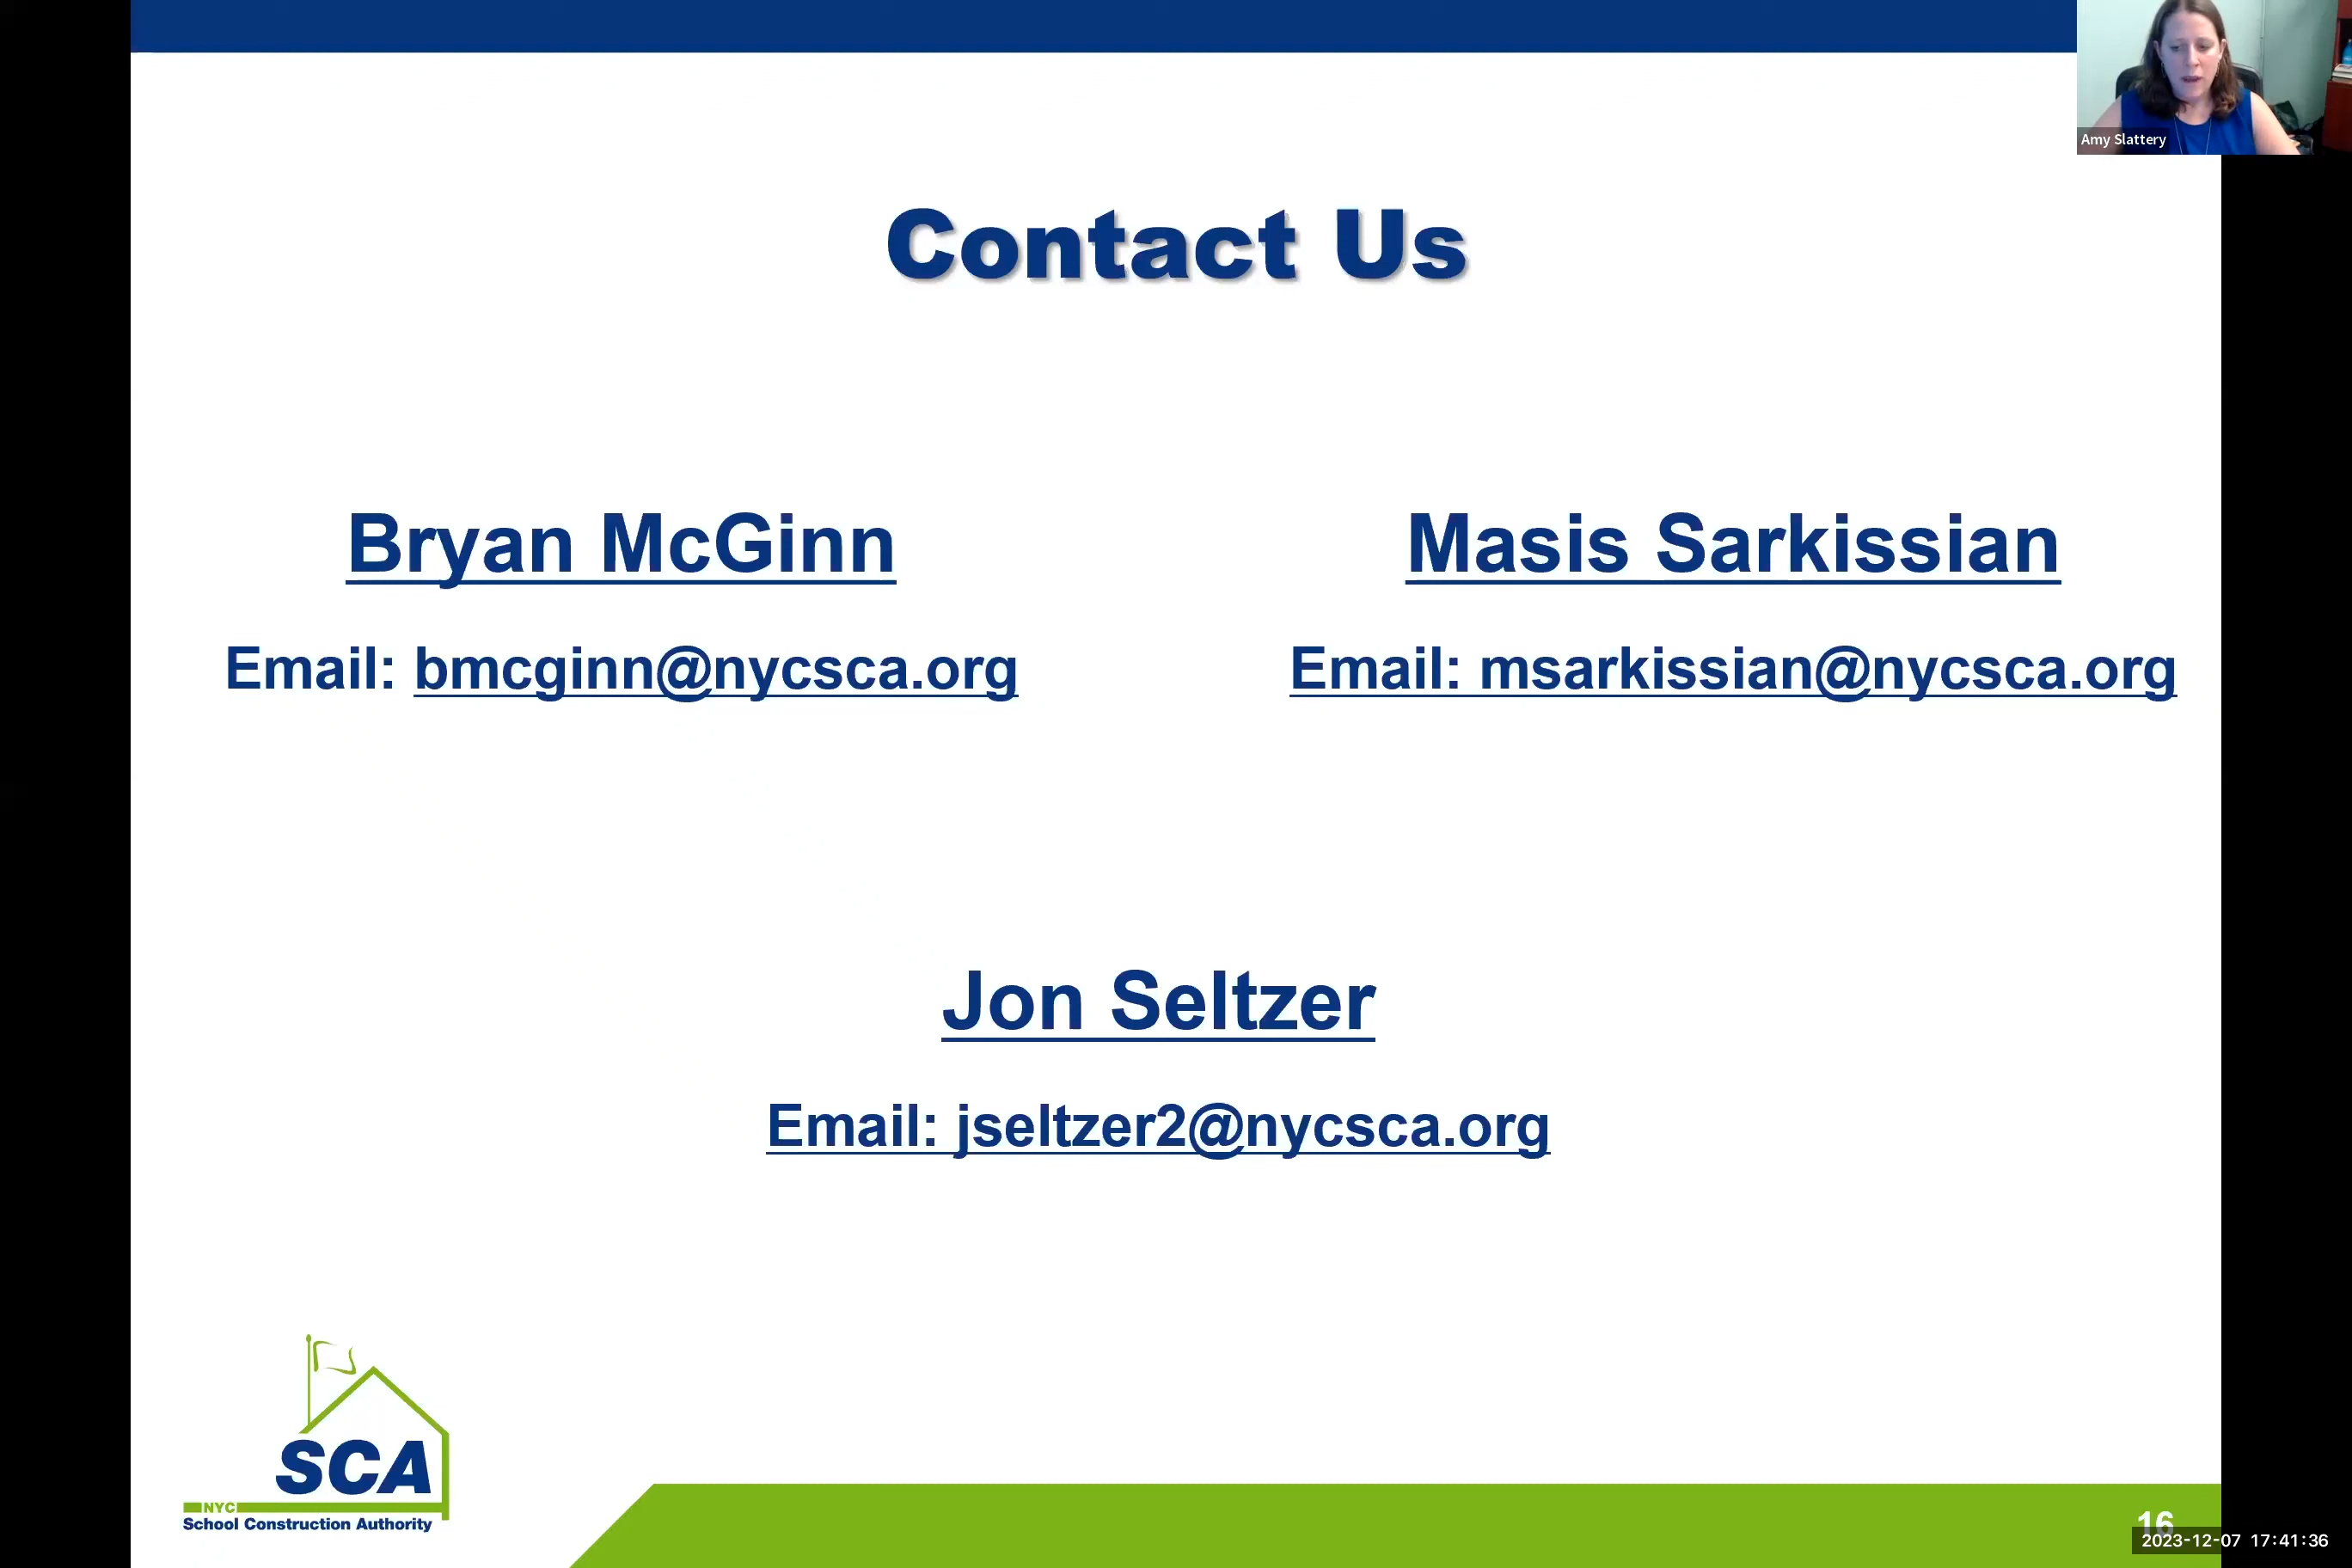 Amy Slattery
Contact Us
Bryan McGinn
Email: bmcginn@nycsca.org
Masis Sarkissian
Email: msarkissian@nycsca.org
Jon Seltzer
Email: jseltzer2@nycsca.org
SCA
NYC
School Construction Authority
16
2023-12-07 17:41:36